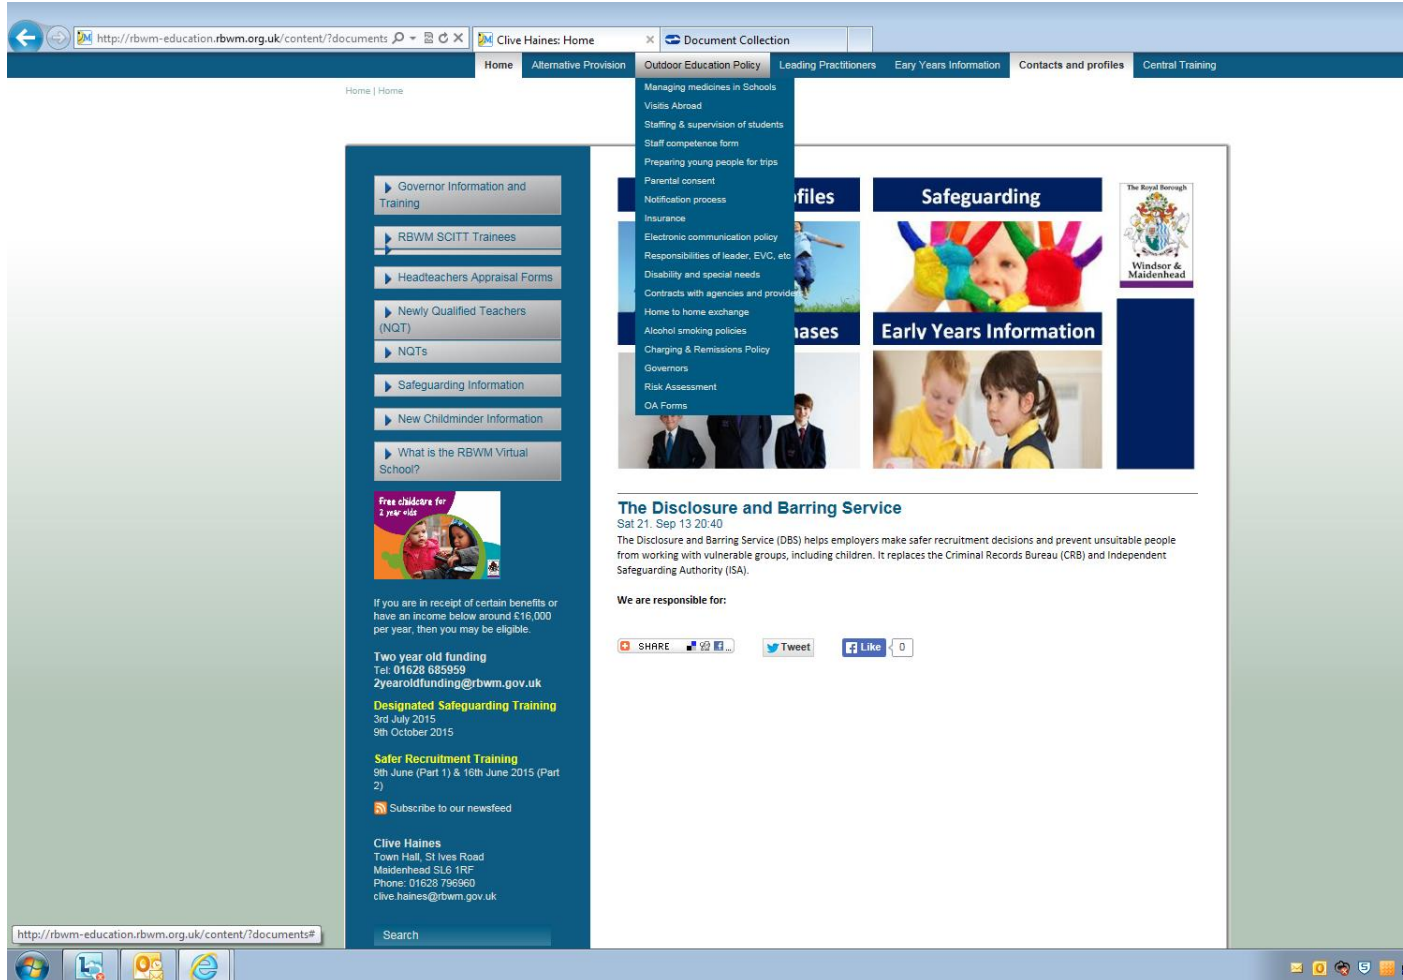 http://rbwm-education.rbwm.org.uk/content/?documents
Clive Haines: Home
Document Collection
Home
Alternative Provision
Outdoor Education Policy
Leading Practitioners
Eary Years Information
Contacts and profiles
Central Training
Home | Home
Managing medicines in Schools
Visitis Abroad
Staffing & supervision of students
Staff competence form
Preparing young people for trips
Parental consent
Notification process
Insurance
Electronic communication policy
Responsibilities of leader, EVC, etc
Disability and special needs
Contracts with agencies and providers
Home to home exchange
Alcohol smoking policies
Charging & Remissions Policy
Governors
Risk Assessment
OA Forms
Governor Information and
Training
RBWM SCITT Trainees
Headteachers Appraisal Forms
Newly Qualified Teachers
(NQT)
NQTs
Safeguarding Information
New Childminder Information
What is the RBWM Virtual
School?
Free childcare for
2 year olds
If you are in receipt of certain benefits or
have an income below around £16,000
per year, then you may be eligible.
Two year old funding
Tel: 01628 685959
2yearoldfunding@rbwm.gov.uk
Designated Safeguarding Training
3rd July 2015
9th October 2015
Safer Recruitment Training
9th June (Part 1) & 16th June 2015 (Part
2)
Subscribe to our newsfeed
Clive Haines
Town Hall, St Ives Road
Maidenhead SL6 1RF
Phone: 01628 796960
clive.haines@rbwm.gov.uk
Search
ofiles
Safeguarding
The Royal Borough
Windsor &
Maidenhead
hases
Early Years Information
The Disclosure and Barring Service
Sat 21. Sep 13 20:40
The Disclosure and Barring Service (DBS) helps employers make safer recruitment decisions and prevent unsuitable people
from working with vulnerable groups, including children. It replaces the Criminal Records Bureau (CRB) and Independent
Safeguarding Authority (ISA).
We are responsible for:
SHARE ...
Tweet
Like
0
http://rbwm-education.rbwm.org.uk/content/?documents#